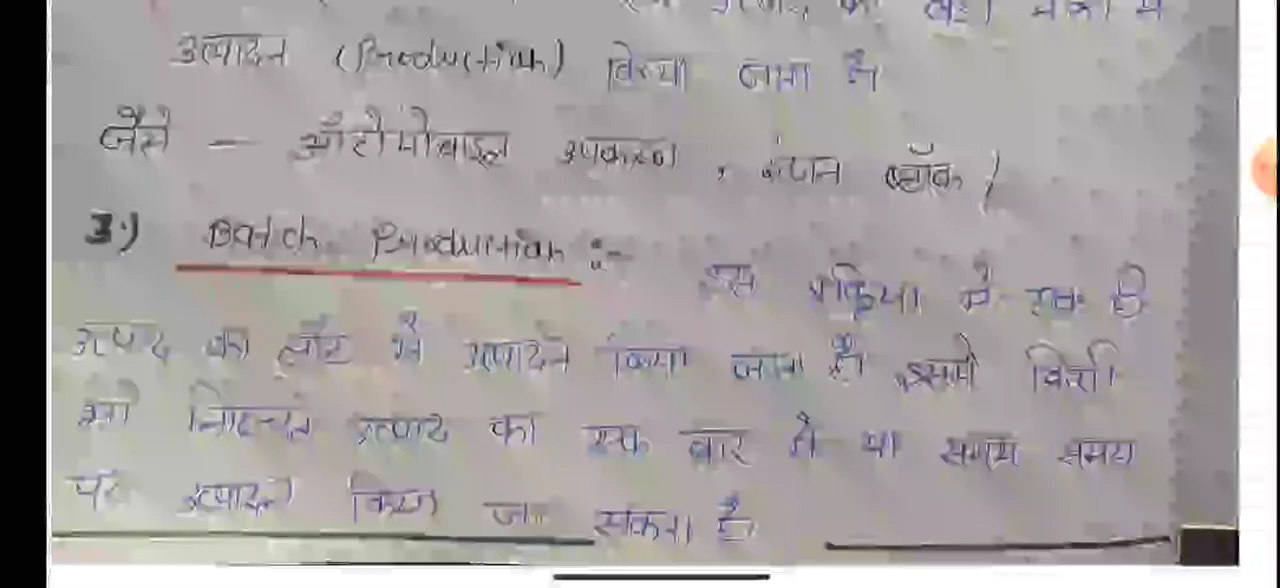 उत्पादन (Production) किया जाता है
जैसे - ऑटोमोबाइल उपकरण, इंजन ब्लॉक।
3.) Batch Production :-  इस प्रक्रिया में एक ही
उत्पाद का लॉट में उत्पादन किया जाता है इसमें किसी
भी निश्चित उत्पाद का एक बार में या समय समय
पर उत्पादन किया जा सकता है